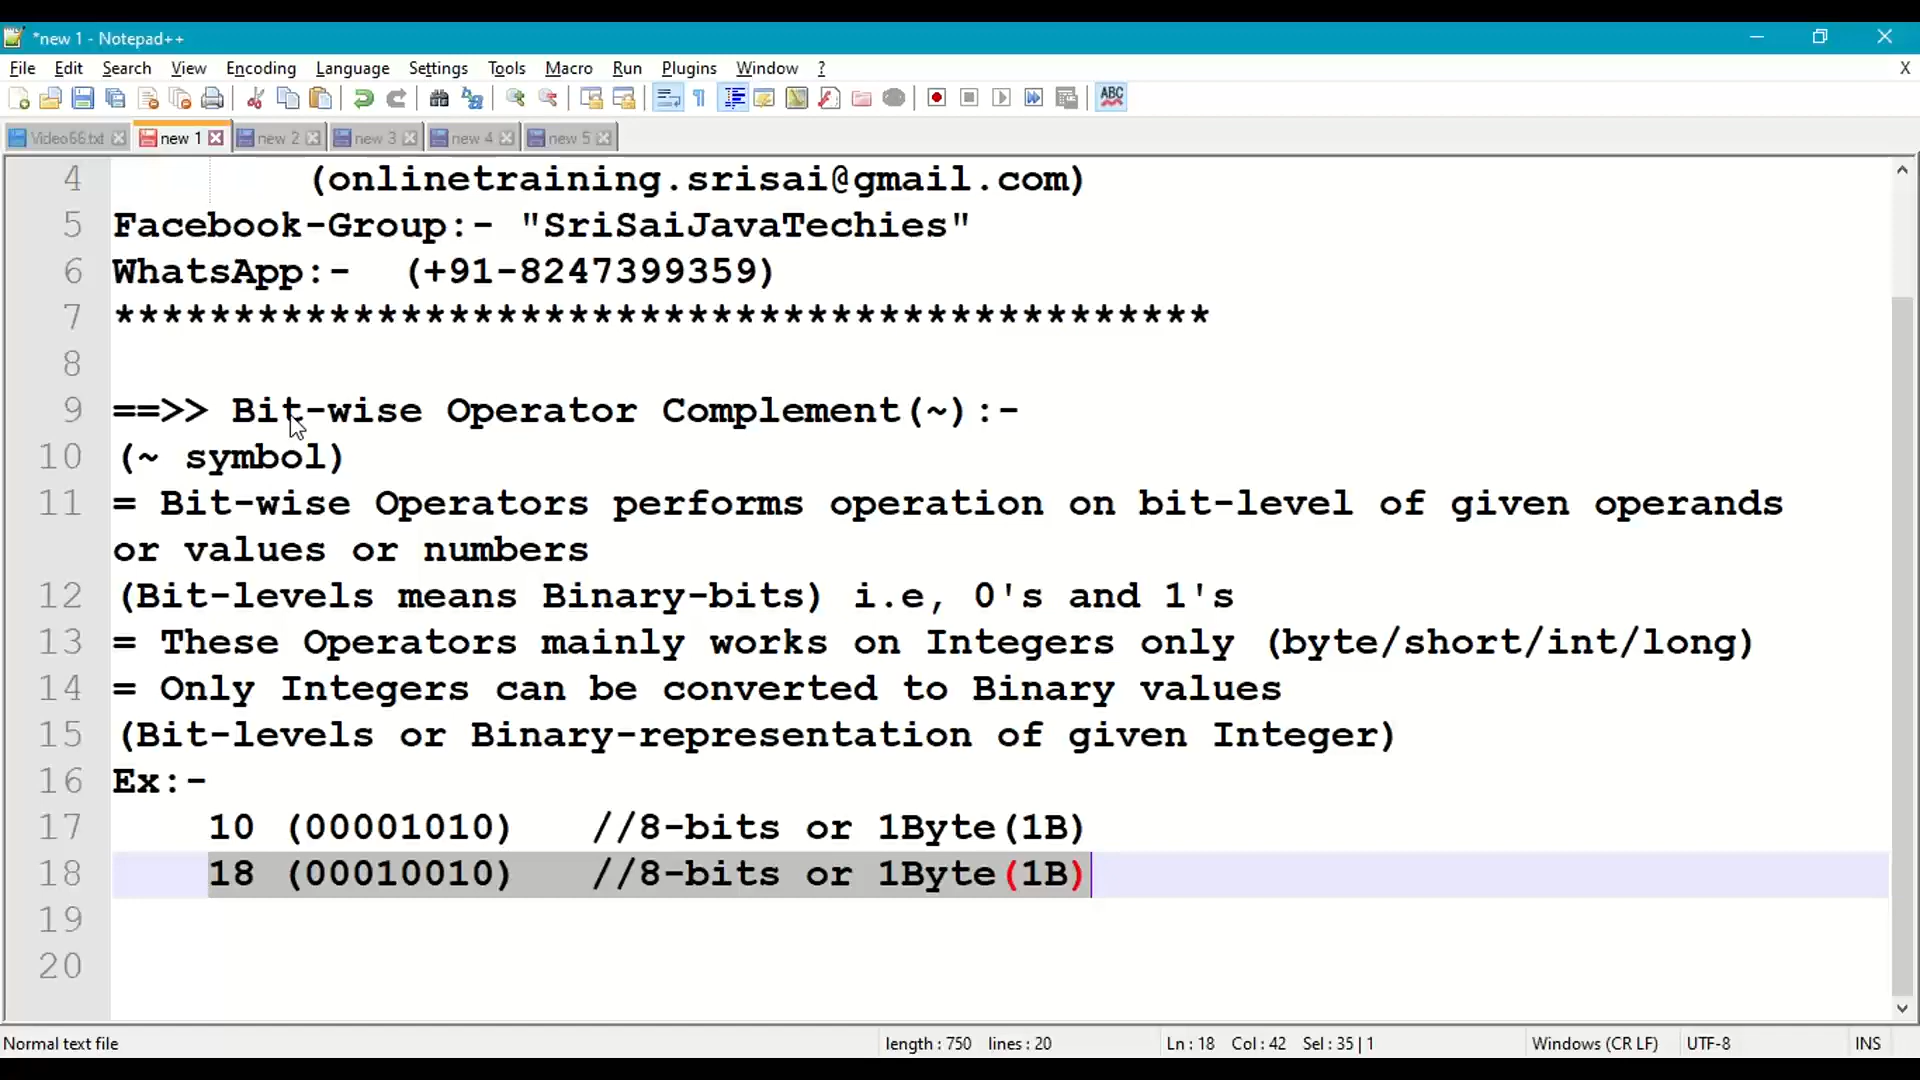 *new 1 - Notepad++
File Edit Search View Encoding Language Settings Tools Macro Run Plugins Window ? X
ABC
Video66.txt new 1 new 2 new 3 new 4 new 5
4 (onlinetraining.srisai@gmail.com)
5 Facebook-Group:- "SriSaiJavaTechies"
6 WhatsApp:- (+91-8247399359)
7 **********************************************
8
9 ==>> Bit-wise Operator Complement(~):-
10 (~ symbol)
11 = Bit-wise Operators performs operation on bit-level of given operands
or values or numbers
12 (Bit-levels means Binary-bits) i.e, 0's and 1's
13 = These Operators mainly works on Integers only (byte/short/int/long)
14 = Only Integers can be converted to Binary values
15 (Bit-levels or Binary-representation of given Integer)
16 Ex:-
17 10 (00001010) //8-bits or 1Byte(1B)
18 18 (00010010) //8-bits or 1Byte(1B)
19
20
Normal text file length : 750 lines : 20 Ln : 18 Col : 42 Sel : 35 | 1 Windows (CR LF) UTF-8 INS